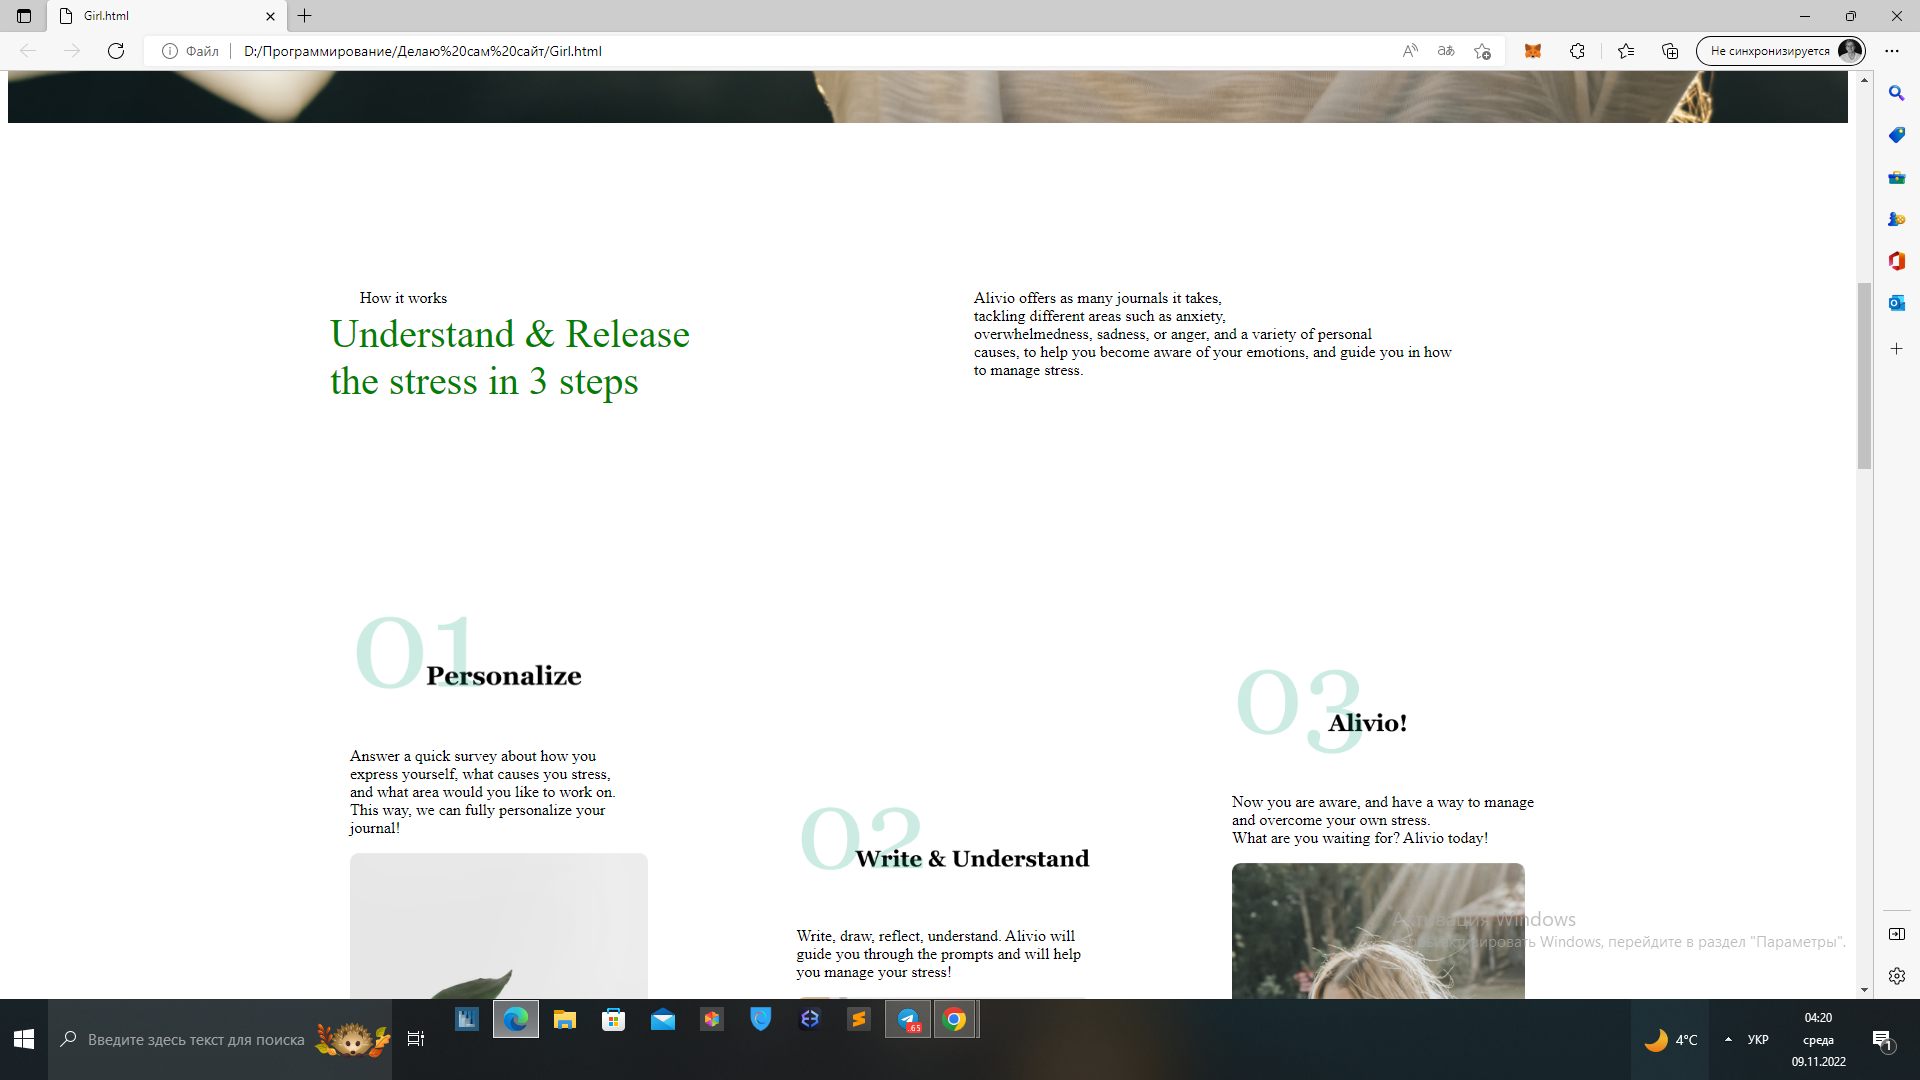 Girl.html
Файл
D:/Программирование/Делаю%20сам%20сайт/Girl.html
аあ
Не синхронизируется
How it works
Understand & Release
the stress in 3 steps
Alivio offers as many journals it takes,
tackling different areas such as anxiety,
overwhelmedness, sadness, or anger, and a variety of personal
causes, to help you become aware of your emotions, and guide you in how
to manage stress.
01
Personalize
Answer a quick survey about how you
express yourself, what causes you stress,
and what area would you like to work on.
This way, we can fully personalize your
journal!
02
Write & Understand
Write, draw, reflect, understand. Alivio will
guide you through the prompts and will help
you manage your stress!
03
Alivio!
Now you are aware, and have a way to manage
and overcome your own stress.
What are you waiting for? Alivio today!
Активация Windows
Windows, перейдите в раздел "Параметры".
Введите здесь текст для поиска
.65
4°C
УКР
04:20
среда
09.11.2022
1